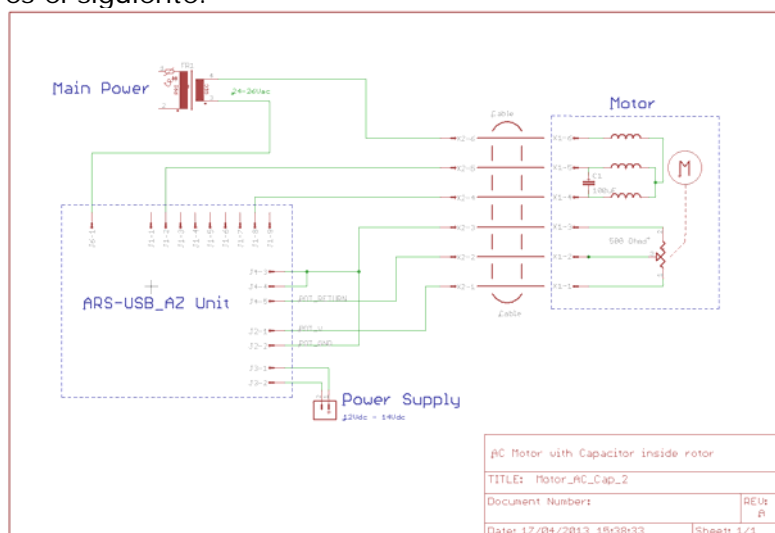 es el siguiente:
Main Power
TR1
24-26Vac
Cable
Motor
X2-6
X1-6
X2-5
X1-5
C1
100uF
M
X2-4
X1-4
X2-3
X1-3
X2-2
X1-2
X2-1
X1-1
J6-1
J1-1
J1-2
J1-3
J1-4
J1-5
J1-6
J1-7
J1-8
J1-9
J4-3
J4-4
J4-5
POT_RETURN
ARS-USB_AZ Unit
J2-1
POT_V
J2-2
POT_GND
J3-1
J3-2
Cable
Power Supply
12Vdc - 14Vdc
AC Motor with Capacitor inside rotor
TITLE: Motor_AC_Cap_2
Document Number:
REV:
A
Date: 17/04/2013 15:38:33
Sheet: 1/1